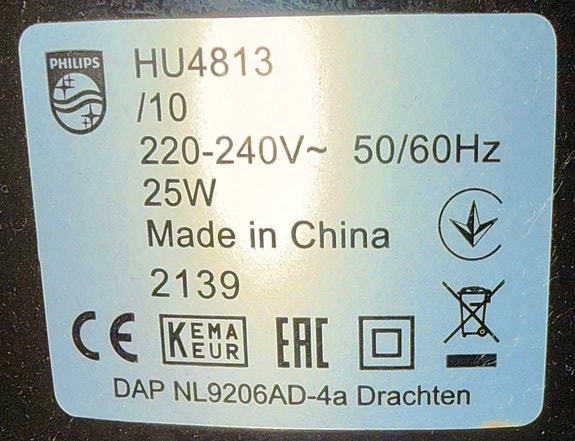 PHILIPS
HU4813
/10
220-240V~ 50/60Hz
25W
Made in China
2139
CE KEMA EUR EAC
DAP NL9206AD-4a Drachten